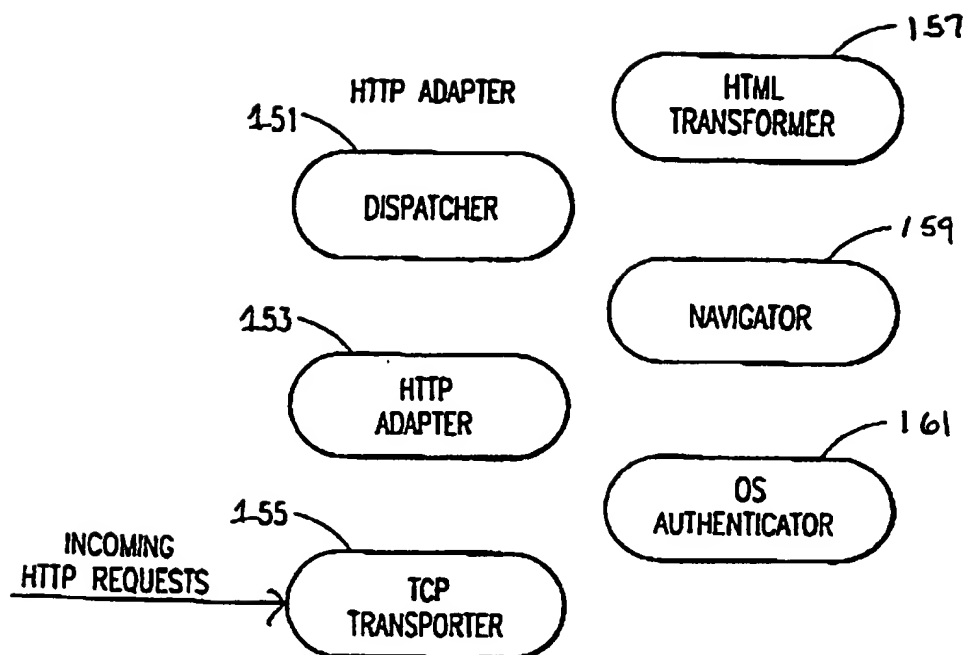 157
HTTP ADAPTER
HTML
TRANSFORMER
151
DISPATCHER
159
NAVIGATOR
153
HTTP
ADAPTER
161
OS
AUTHENTICATOR
155
INCOMING
HTTP REQUESTS
TCP
TRANSPORTER